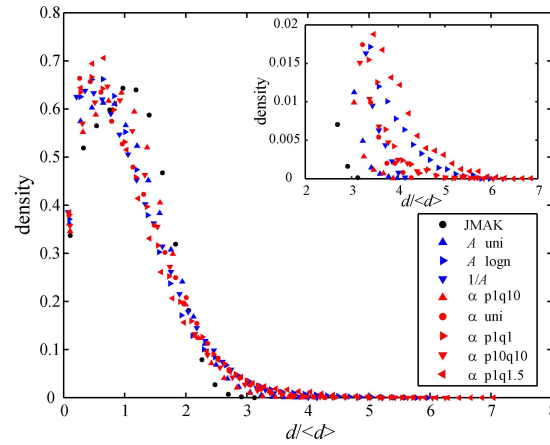 0.8
0.7
0.6
0.5
0.4
0.3
0.2
0.1
0
density
0 1 2 3 4 5 6 7 8
d/<d>
0.02
0.015
0.01
0.005
0
density
2 3 4 5 6 7
d/<d>
JMAK
A uni
A logn
1/A
α p1q10
α uni
α p1q1
α p10q10
α p1q1.5